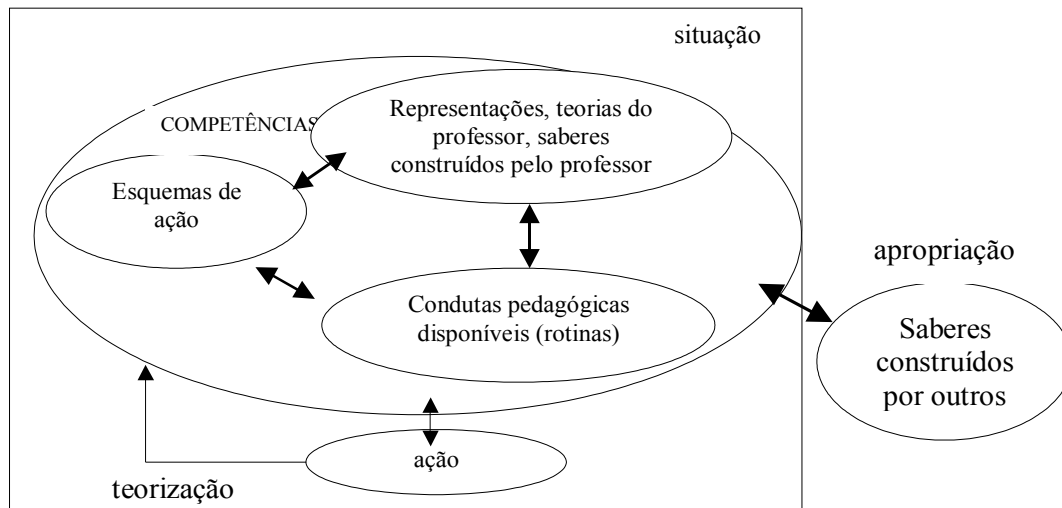 situação
COMPETÊNCIAS
Representações, teorias do
professor, saberes
construídos pelo professor
Esquemas de
ação
Condutas pedagógicas
disponíveis (rotinas)
apropriação
Saberes
construídos
por outros
ação
teorização